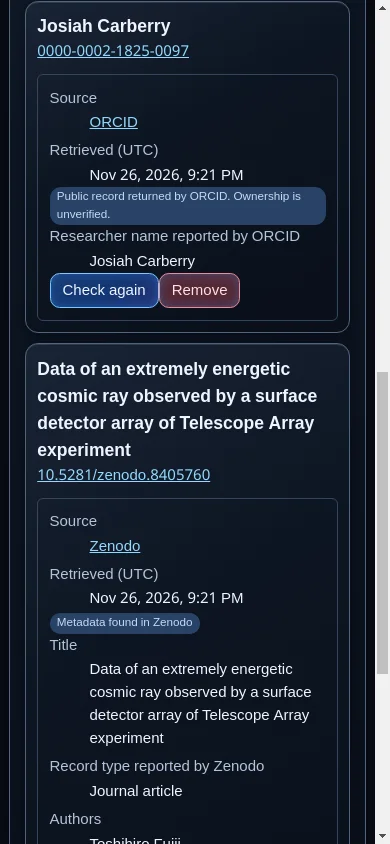 Josiah Carberry
0000-0002-1825-0097
Source
ORCID
Retrieved (UTC)
Nov 26, 2026, 9:21 PM
Public record returned by ORCID. Ownership is
unverified.
Researcher name reported by ORCID
Josiah Carberry
Check again
Remove
Data of an extremely energetic
cosmic ray observed by a surface
detector array of Telescope Array
experiment
10.5281/zenodo.8405760
Source
Zenodo
Retrieved (UTC)
Nov 26, 2026, 9:21 PM
Metadata found in Zenodo
Title
Data of an extremely energetic
cosmic ray observed by a surface
detector array of Telescope Array
experiment
Record type reported by Zenodo
Journal article
Authors
Toshihiro Fujii